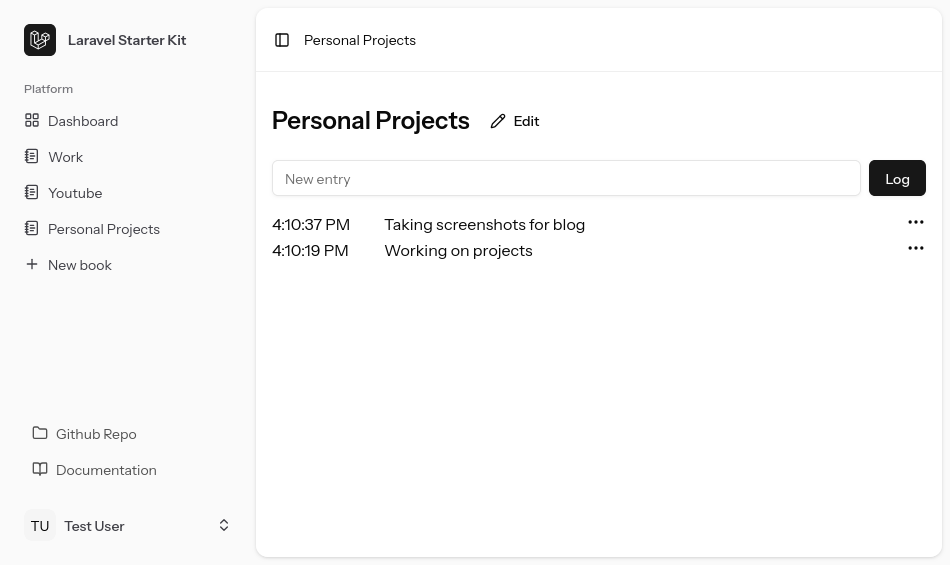 Laravel Starter Kit
Platform
Dashboard
Work
Youtube
Personal Projects
New book
Github Repo
Documentation
TU Test User
Personal Projects
Personal Projects Edit
New entry Log
4:10:37 PM Taking screenshots for blog
4:10:19 PM Working on projects